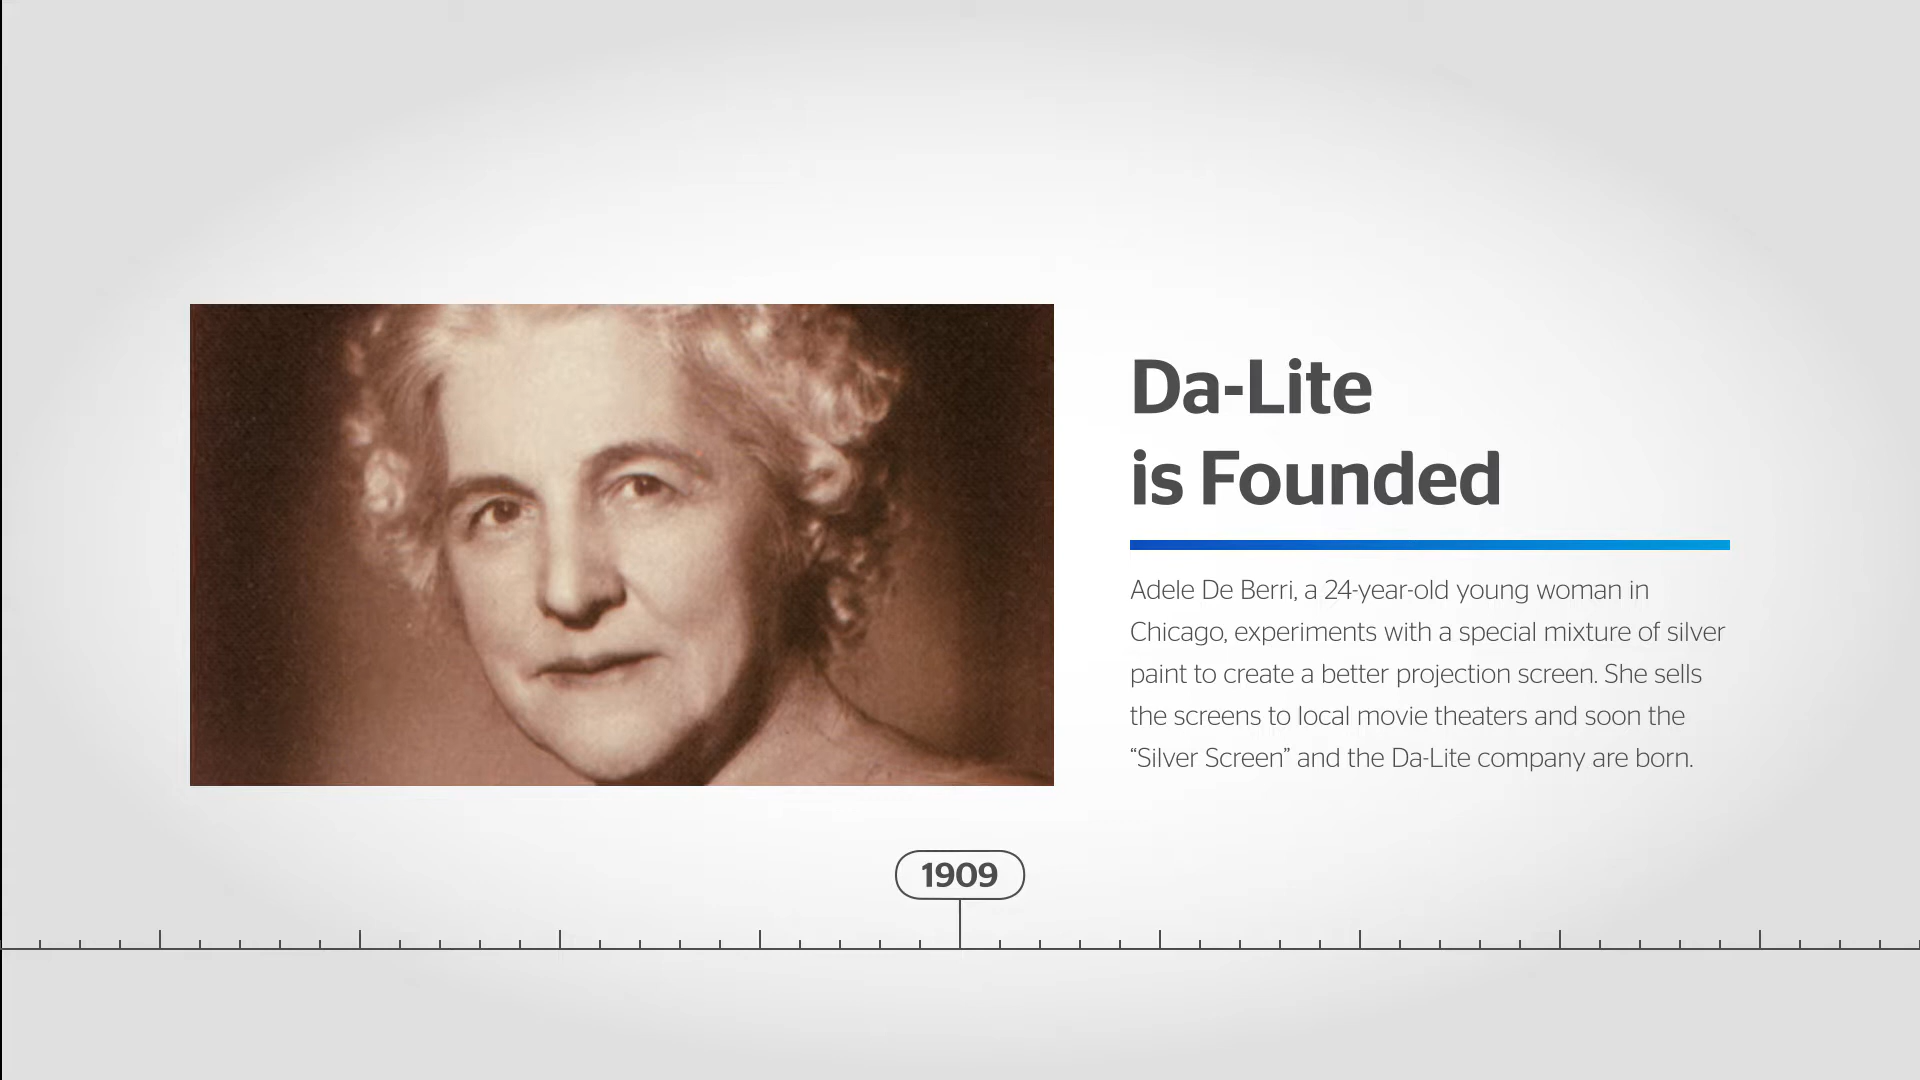 Da-Lite
is Founded
Adele De Berri, a 24-year-old young woman in
Chicago, experiments with a special mixture of silver
paint to create a better projection screen. She sells
the screens to local movie theaters and soon the
“Silver Screen” and the Da-Lite company are born.
1909